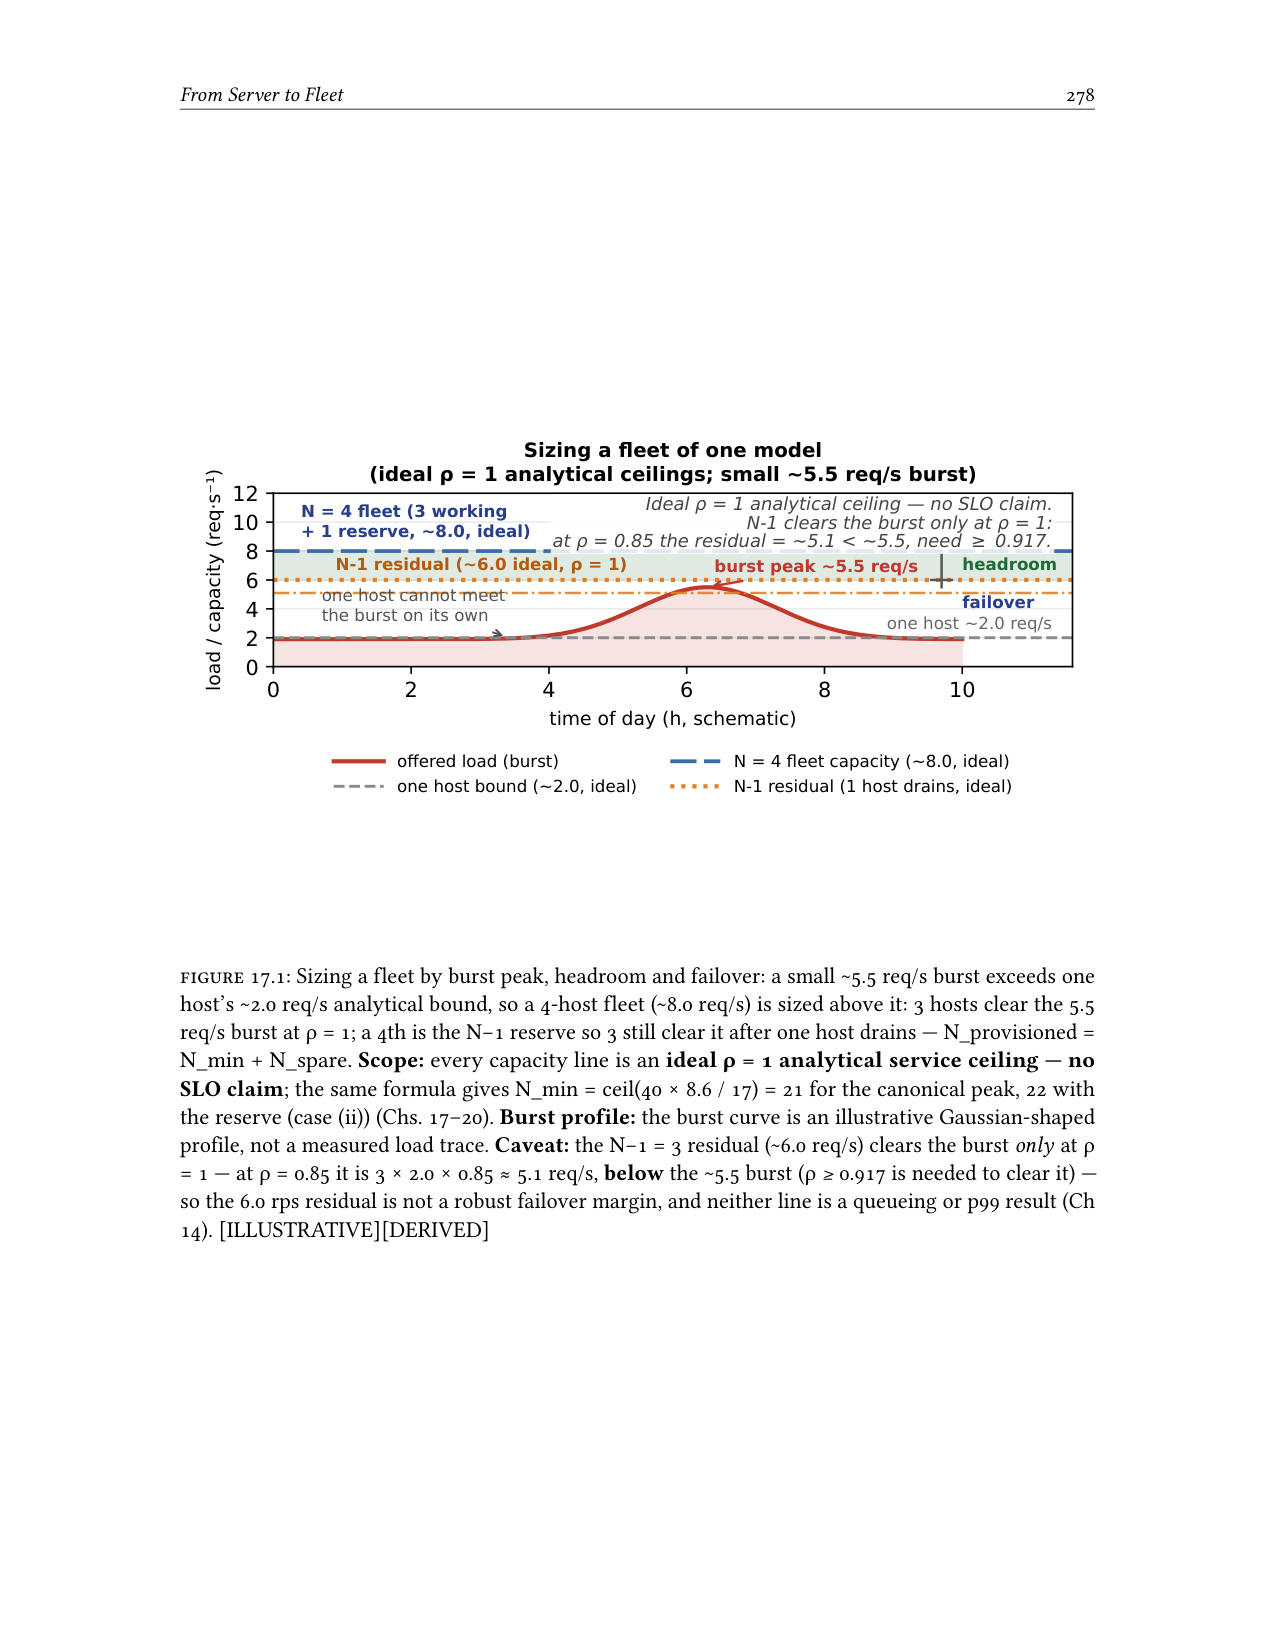 From Server to Fleet 278
Sizing a fleet of one model
(ideal ρ = 1 analytical ceilings; small ~5.5 req/s burst)
load / capacity (req·s⁻¹)
12
10
8
6
4
2
0
N = 4 fleet (3 working
+ 1 reserve, ~8.0, ideal)
Ideal ρ = 1 analytical ceiling — no SLO claim.
N-1 clears the burst only at ρ = 1:
at ρ = 0.85 the residual = ~5.1 < ~5.5, need ≥ 0.917.
N-1 residual (~6.0 ideal, ρ = 1)
burst peak ~5.5 req/s
headroom
one host cannot meet
the burst on its own
failover
one host ~2.0 req/s
0 2 4 6 8 10
time of day (h, schematic)
offered load (burst)
one host bound (~2.0, ideal)
N = 4 fleet capacity (~8.0, ideal)
N-1 residual (1 host drains, ideal)
FIGURE 17.1: Sizing a fleet by burst peak, headroom and failover: a small ~5.5 req/s burst exceeds one
host’s ~2.0 req/s analytical bound, so a 4-host fleet (~8.0 req/s) is sized above it: 3 hosts clear the 5.5
req/s burst at ρ = 1; a 4th is the N−1 reserve so 3 still clear it after one host drains — N_provisioned =
N_min + N_spare. Scope: every capacity line is an ideal ρ = 1 analytical service ceiling — no
SLO claim; the same formula gives N_min = ceil(40 × 8.6 / 17) = 21 for the canonical peak, 22 with
the reserve (case (ii)) (Chs. 17–20). Burst profile: the burst curve is an illustrative Gaussian-shaped
profile, not a measured load trace. Caveat: the N−1 = 3 residual (~6.0 req/s) clears the burst only at ρ
= 1 — at ρ = 0.85 it is 3 × 2.0 × 0.85 ≈ 5.1 req/s, below the ~5.5 burst (ρ ≥ 0.917 is needed to clear it) —
so the 6.0 rps residual is not a robust failover margin, and neither line is a queueing or p99 result (Ch
14). [ILLUSTRATIVE][DERIVED]